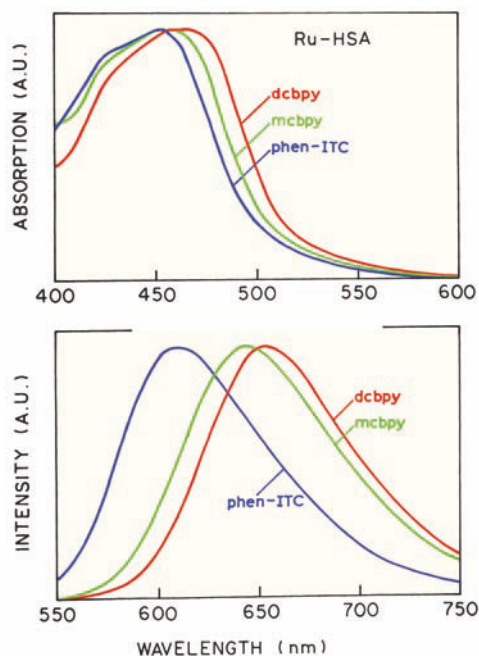 Ru-HSA
ABSORPTION (A.U.)
dcbpy
mcbpy
phen-ITC
400 450 500 550 600
INTENSITY (A.U.)
dcbpy
mcbpy
phen-ITC
550 600 650 700 750
WAVELENGTH (nm)